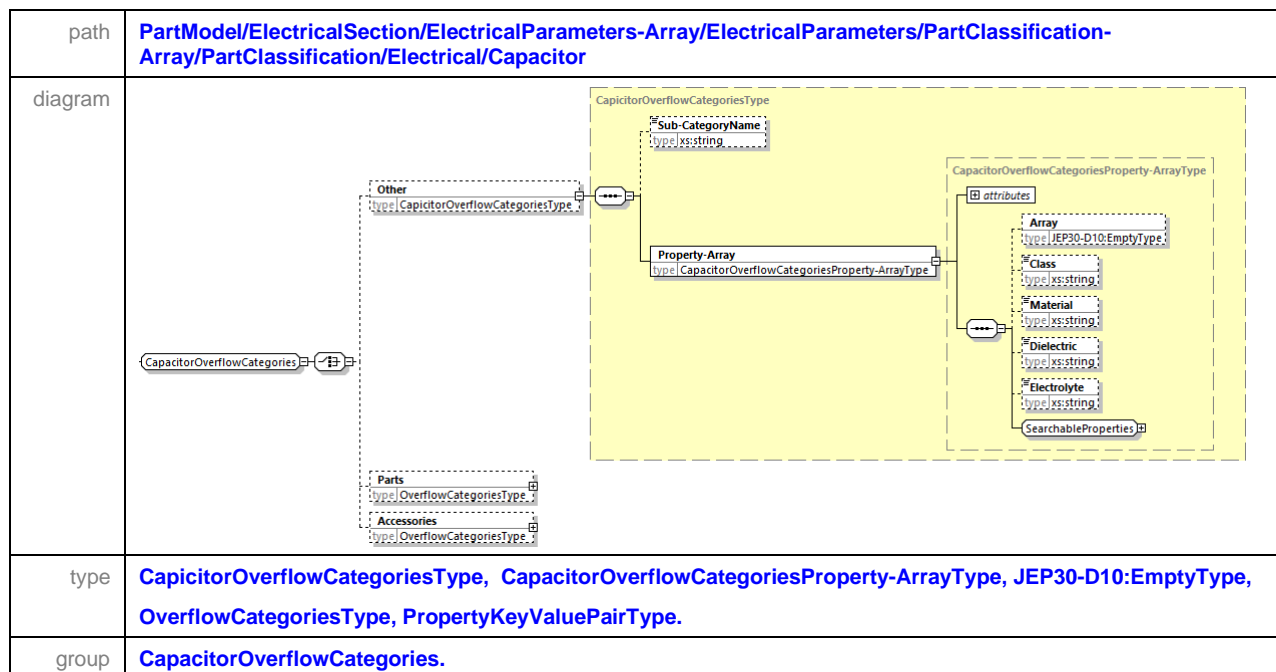 path
PartModel/ElectricalSection/ElectricalParameters-Array/ElectricalParameters/PartClassification-
Array/PartClassification/Electrical/Capacitor
diagram
CapicitorOverflowCategoriesType
Sub-CategoryName
type xs:string
CapacitorOverflowCategoriesProperty-ArrayType
Other
type CapicitorOverflowCategoriesType
attributes
Array
type JEP30-D10:EmptyType
Property-Array
type CapacitorOverflowCategoriesProperty-ArrayType
Class
type xs:string
Material
type xs:string
Dielectric
type xs:string
CapacitorOverflowCategories
Electrolyte
type xs:string
SearchableProperties
Parts
type OverflowCategoriesType
Accessories
type OverflowCategoriesType
type
CapicitorOverflowCategoriesType, CapacitorOverflowCategoriesProperty-ArrayType, JEP30-D10:EmptyType,
OverflowCategoriesType, PropertyKeyValuePairType.
group
CapacitorOverflowCategories.